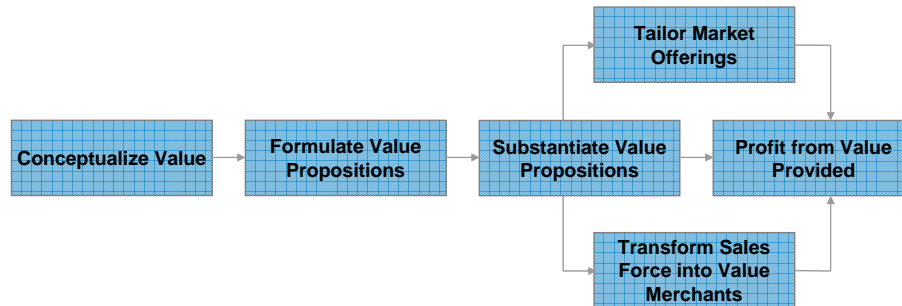 Tailor Market
Offerings
Conceptualize Value
Formulate Value
Propositions
Substantiate Value
Propositions
Profit from Value
Provided
Transform Sales
Force into Value
Merchants